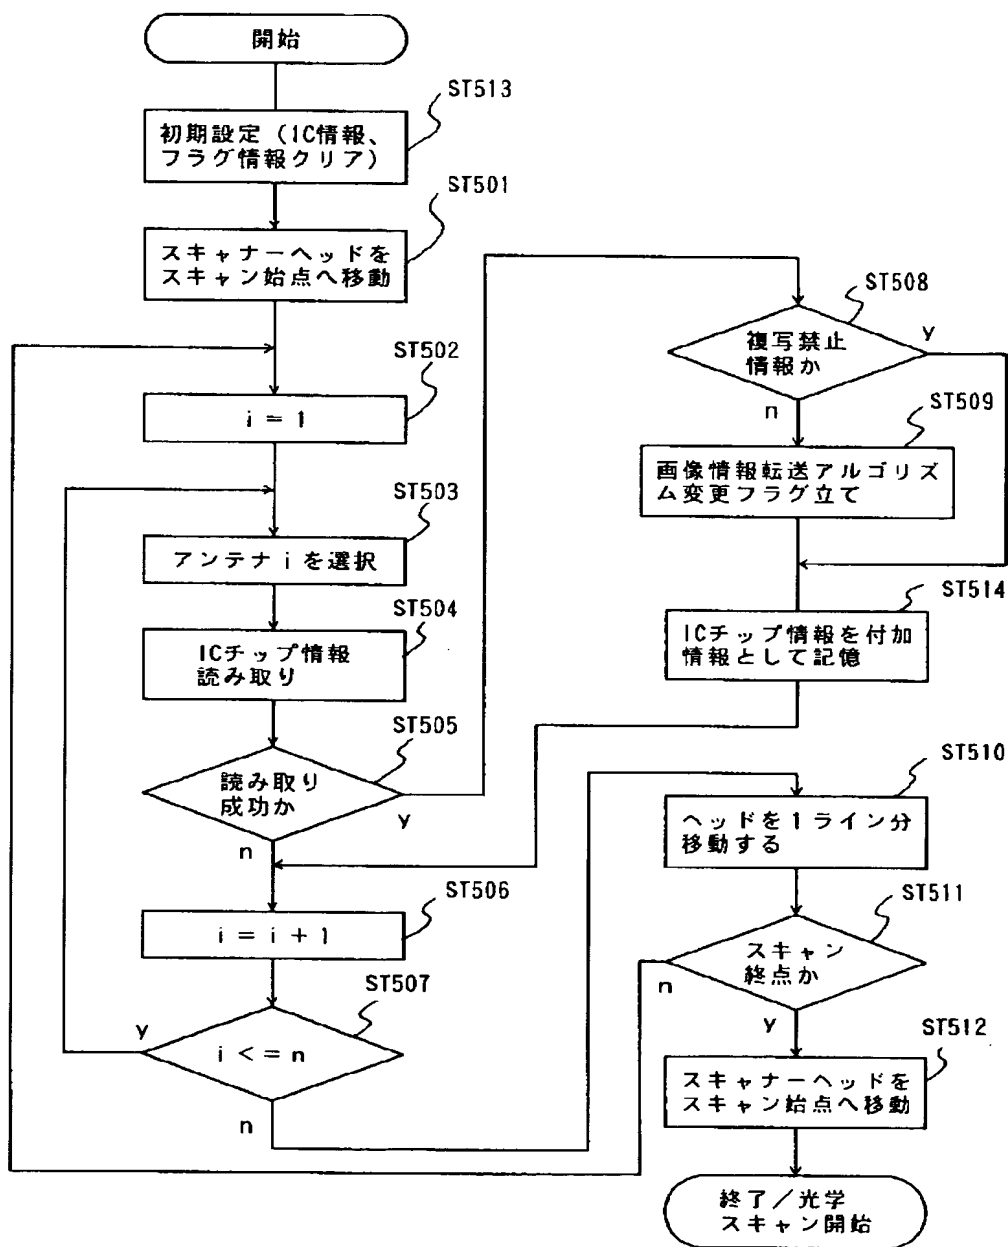 開始
ST513
初期設定（IC情報、
フラグ情報クリア）
ST501
スキャナーヘッドを
スキャン始点へ移動
ST502
i = 1
ST503
アンテナ i を選択
ST504
ICチップ情報
読み取り
ST505
読み取り
成功か
y
n
ST506
i = i + 1
ST507
i <= n
y
n
ST508
複写禁止
情報か
y
n
ST509
画像情報転送アルゴリズ
ム変更フラグ立て
ST514
ICチップ情報を付加
情報として記憶
ST510
ヘッドを1ライン分
移動する
ST511
スキャン
終点か
n
y
ST512
スキャナーヘッドを
スキャン始点へ移動
終了／光学
スキャン開始